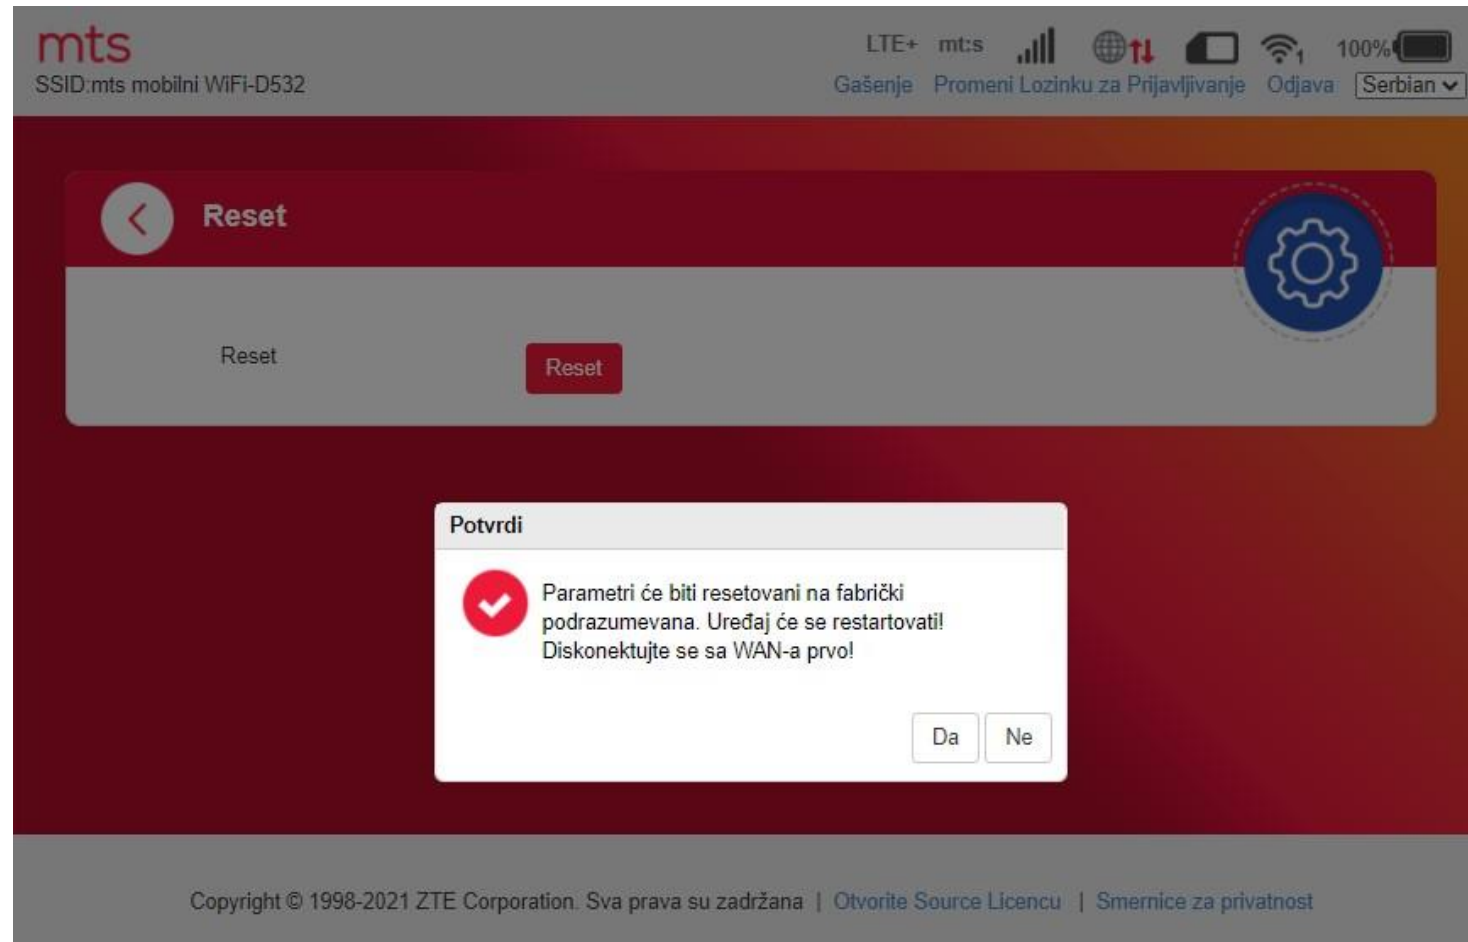 mts
LTE+ mt:s 1 100%
SSID:mts mobilni WiFi-D532
Gašenje Promeni Lozinku za Prijavljivanje Odjava Serbian
Reset
Reset Reset
Potvrdi
Parametri će biti resetovani na fabrički
podrazumevana. Uređaj će se restartovati!
Diskonektujte se sa WAN-a prvo!
Da Ne
Copyright © 1998-2021 ZTE Corporation. Sva prava su zadržana | Otvorite Source Licencu | Smernice za privatnost